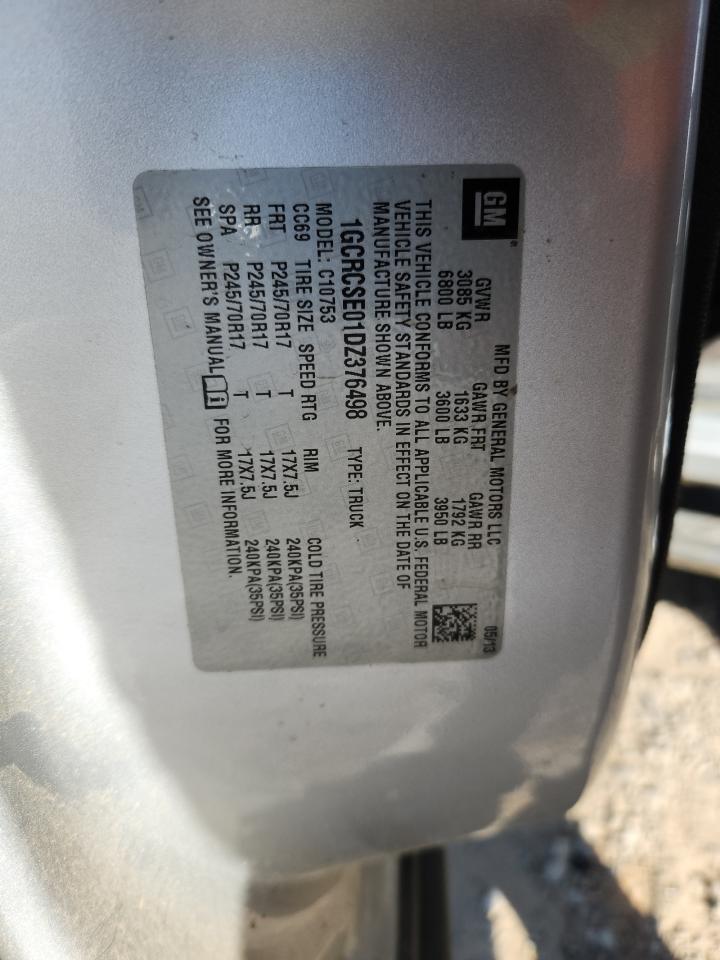 GM
MFD BY GENERAL MOTORS LLC 05/13
GVWR GAWR FRT GAWR RR
3085 KG 1633 KG 1792 KG
6800 LB 3600 LB 3950 LB
THIS VEHICLE CONFORMS TO ALL APPLICABLE U.S. FEDERAL MOTOR
VEHICLE SAFETY STANDARDS IN EFFECT ON THE DATE OF
MANUFACTURE SHOWN ABOVE.
1GCRCSE01DZ376498 TYPE: TRUCK
MODEL: C10753
CC69 TIRE SIZE SPEED RTG RIM COLD TIRE PRESSURE
FRT P245/70R17 T 17X7.5J 240KPA(35PSI)
RR P245/70R17 T 17X7.5J 240KPA(35PSI)
SPA P245/70R17 T 17X7.5J 240KPA(35PSI)
SEE OWNER'S MANUAL FOR MORE INFORMATION.